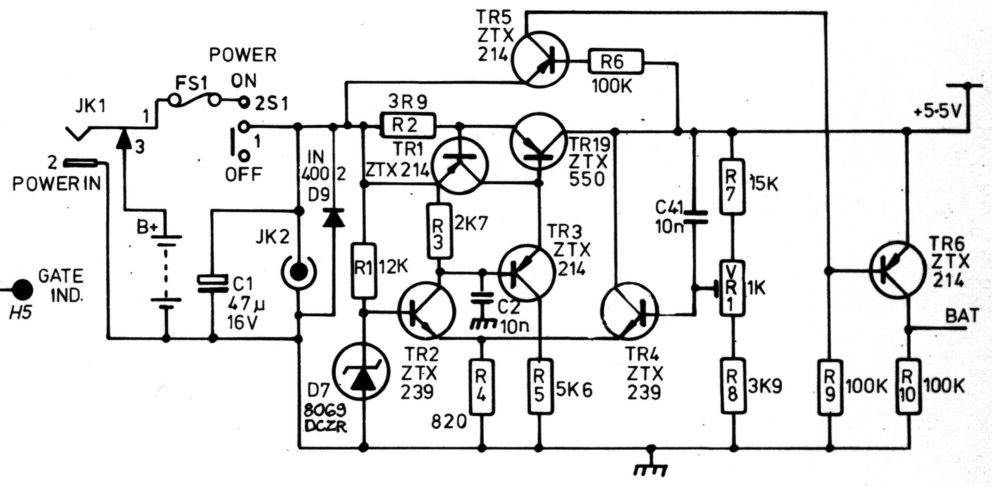 TR5
ZTX
214
POWER
FS1
ON
2S1
JK1
1
3
2
POWER IN
1
OFF
R6
100K
3R9
R2
TR1
ZTX 214
IN
400 2
D9
TR19
ZTX
550
+5·5V
R7
15K
C41
10n
B+
JK2
R3
2K7
TR3
ZTX
214
TR6
ZTX
214
GATE
IND.
H5
C1
47µ
16V
R1
12K
C2
10n
VR1
1K
BAT
TR2
ZTX
239
TR4
ZTX
239
D7
8069
DCZR
R4
820
R5
5K6
R8
3K9
R9
100K
R10
100K